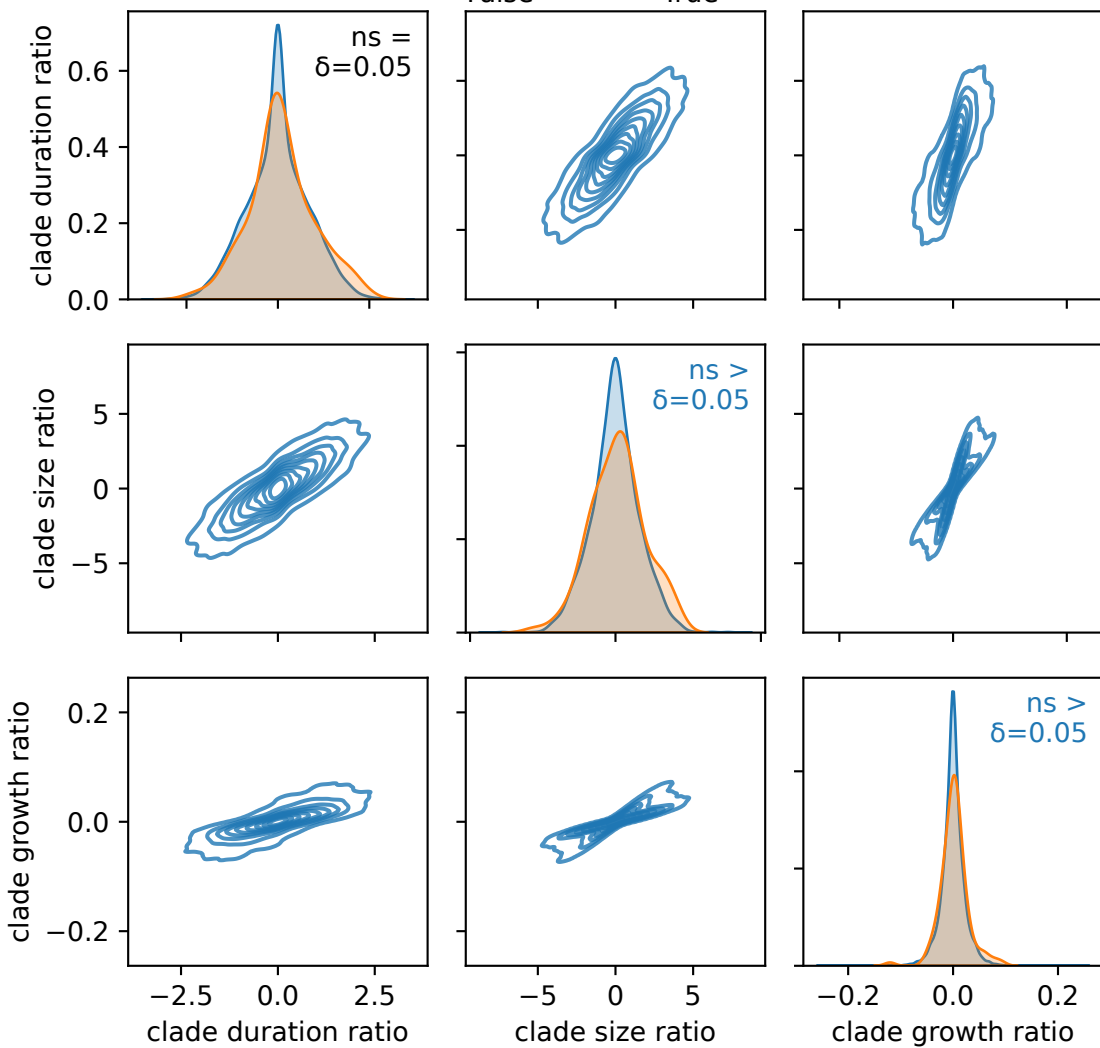 clade duration ratio
0.6
0.4
0.2
0.0
ns =
δ=0.05
clade size ratio
5
0
−5
ns >
δ=0.05
clade growth ratio
0.2
0.0
−0.2
ns >
δ=0.05
−2.5 0.0 2.5
−5 0 5
−0.2 0.0 0.2
clade duration ratio
clade size ratio
clade growth ratio